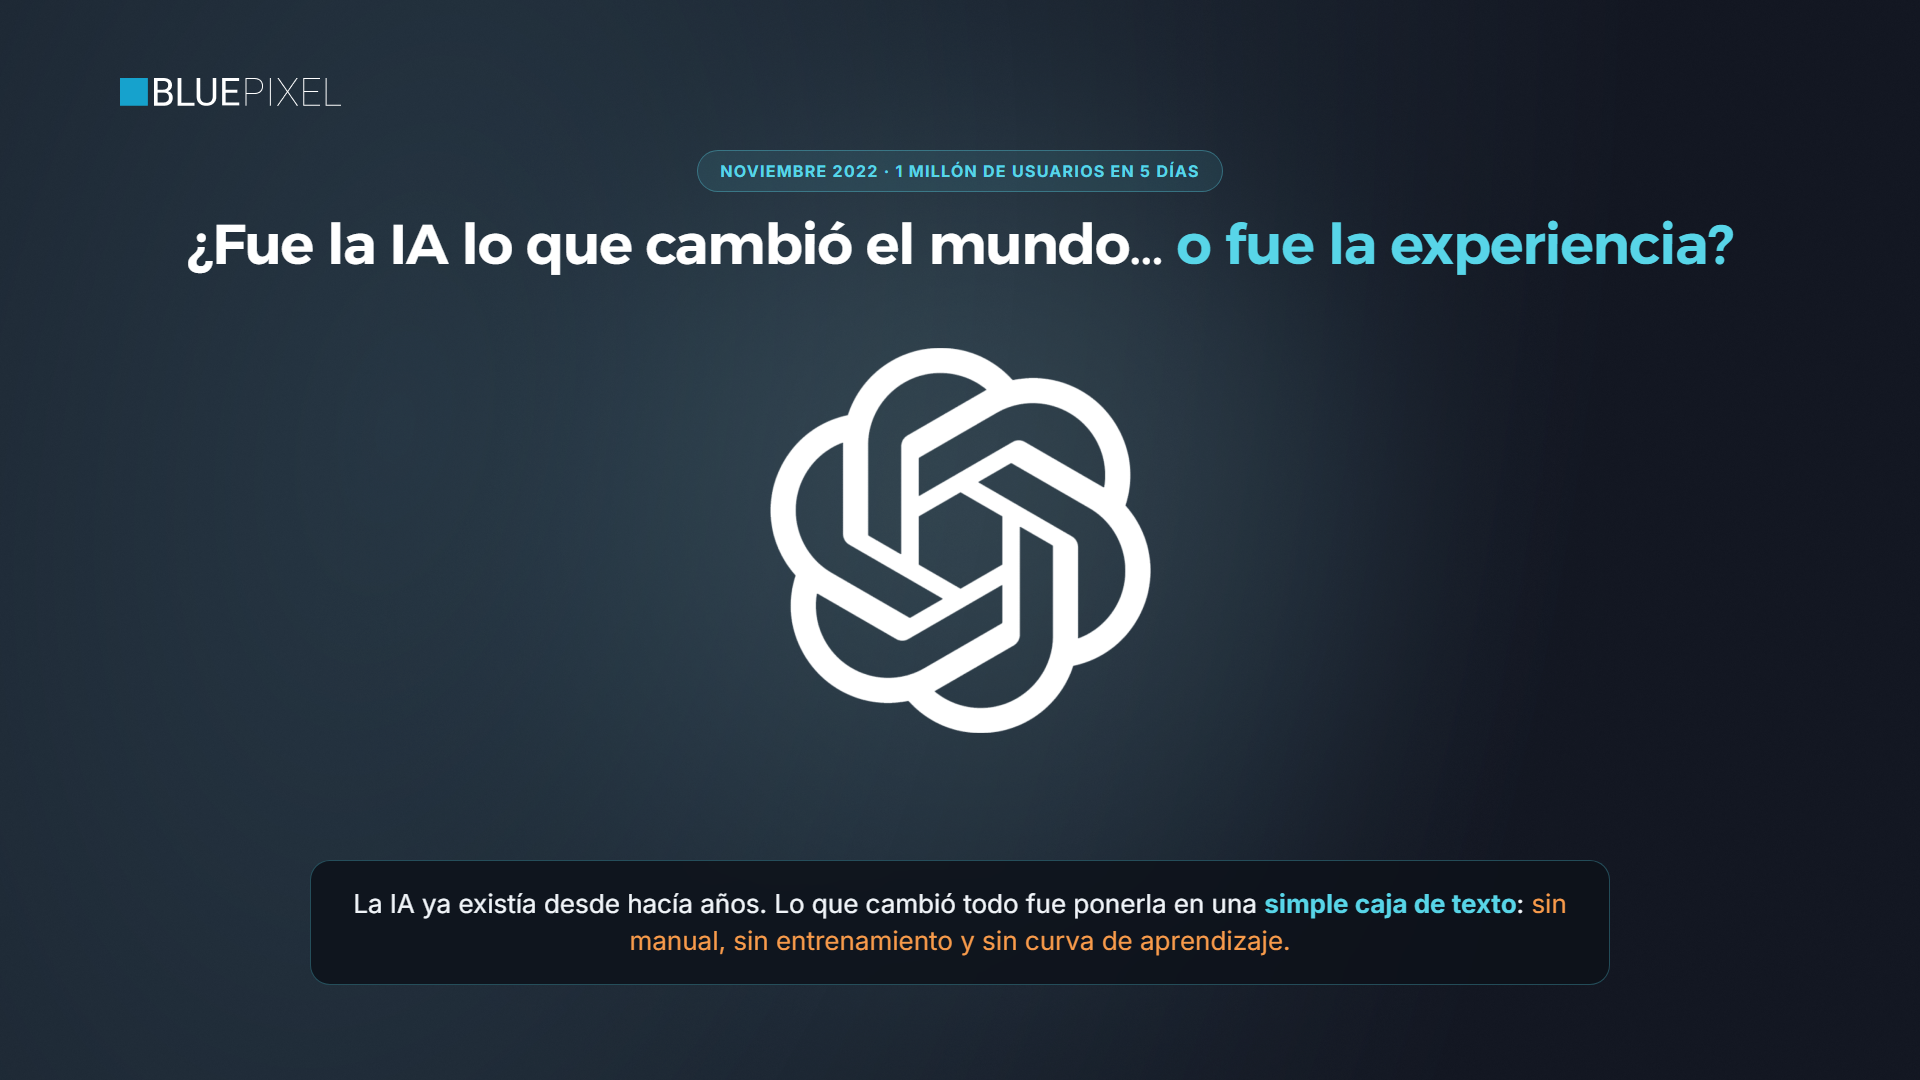 BLUEPIXEL
NOVIEMBRE 2022 · 1 MILLÓN DE USUARIOS EN 5 DÍAS
¿Fue la IA lo que cambió el mundo... o fue la experiencia?
La IA ya existía desde hacía años. Lo que cambió todo fue ponerla en una simple caja de texto: sin
manual, sin entrenamiento y sin curva de aprendizaje.